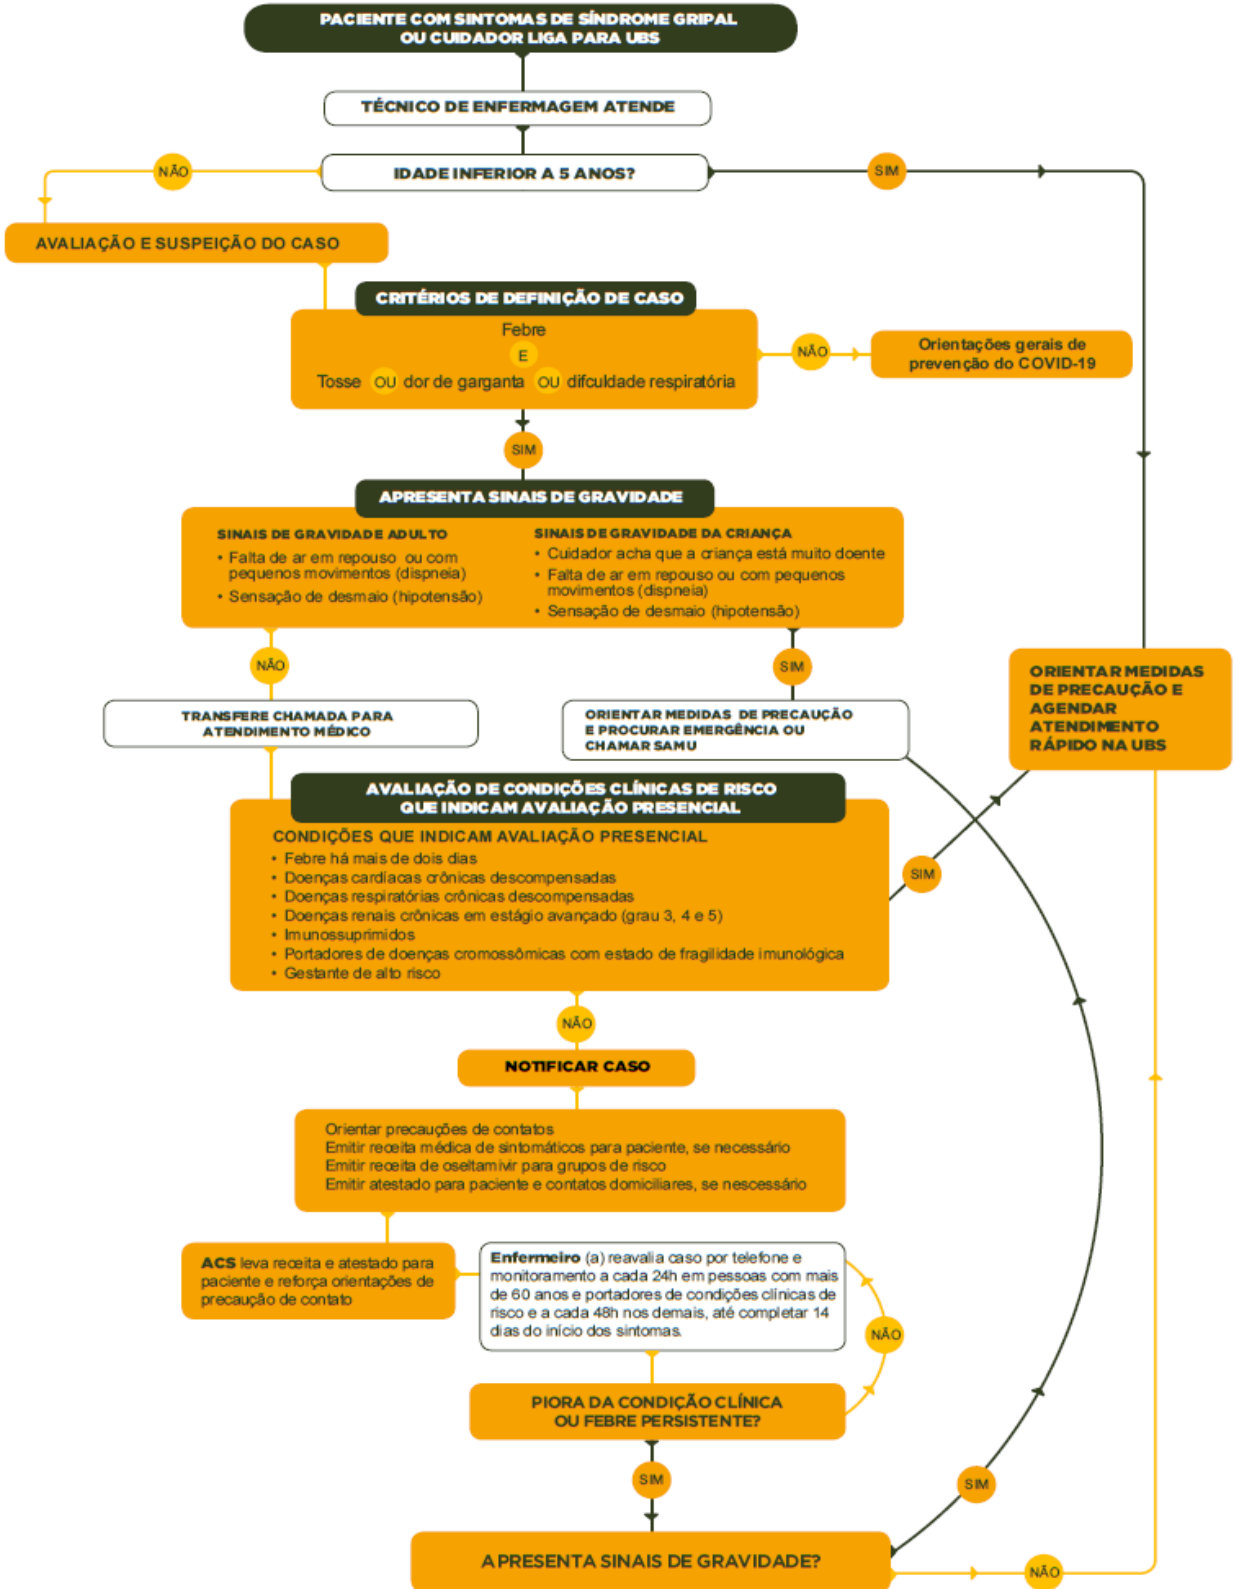 PACIENTE COM SINTOMAS DE SÍNDROME GRIPAL
OU CUIDADOR LIGA PARA UBS
TÉCNICO DE ENFERMAGEM ATENDE
IDADE INFERIOR A 5 ANOS?
NÃO
SIM
AVALIAÇÃO E SUSPEIÇÃO DO CASO
CRITÉRIOS DE DEFINIÇÃO DE CASO
Febre
E
Tosse OU dor de garganta OU difculdade respiratória
NÃO
Orientações gerais de
prevenção do COVID-19
SIM
APRESENTA SINAIS DE GRAVIDADE
SINAIS DE GRAVIDADE ADULTO
• Falta de ar em repouso ou com
pequenos movimentos (dispneia)
• Sensação de desmaio (hipotensão)
SINAIS DE GRAVIDADE DA CRIANÇA
• Cuidador acha que a criança está muito doente
• Falta de ar em repouso ou com pequenos
movimentos (dispneia)
• Sensação de desmaio (hipotensão)
NÃO
SIM
TRANSFERE CHAMADA PARA
ATENDIMENTO MÉDICO
ORIENTAR MEDIDAS DE PRECAUÇÃO
E PROCURAR EMERGÊNCIA OU
CHAMAR SAMU
ORIENTAR MEDIDAS
DE PRECAUÇÃO E
AGENDAR
ATENDIMENTO
RÁPIDO NA UBS
AVALIAÇÃO DE CONDIÇÕES CLÍNICAS DE RISCO
QUE INDICAM AVALIAÇÃO PRESENCIAL
CONDIÇÕES QUE INDICAM AVALIAÇÃO PRESENCIAL
• Febre há mais de dois dias
• Doenças cardíacas crônicas descompensadas
• Doenças respiratórias crônicas descompensadas
• Doenças renais crônicas em estágio avançado (grau 3, 4 e 5)
• Imunossuprimidos
• Portadores de doenças cromossômicas com estado de fragilidade imunológica
• Gestante de alto risco
SIM
NÃO
NOTIFICAR CASO
Orientar precauções de contatos
Emitir receita médica de sintomáticos para paciente, se necessário
Emitir receita de oseltamivir para grupos de risco
Emitir atestado para paciente e contatos domiciliares, se nescessário
ACS leva receita e atestado para
paciente e reforça orientações de
precaução de contato
Enfermeiro (a) reavalia caso por telefone e
monitoramento a cada 24h em pessoas com mais
de 60 anos e portadores de condições clínicas de
risco e a cada 48h nos demais, até completar 14
dias do início dos sintomas.
NÃO
PIORA DA CONDIÇÃO CLÍNICA
OU FEBRE PERSISTENTE?
SIM
SIM
APRESENTA SINAIS DE GRAVIDADE?
NÃO